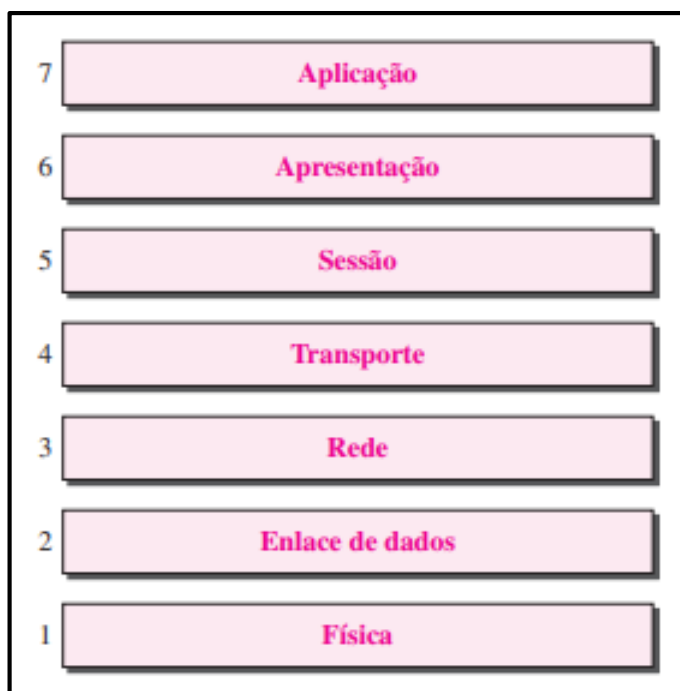 7 Aplicação
6 Apresentação
5 Sessão
4 Transporte
3 Rede
2 Enlace de dados
1 Física